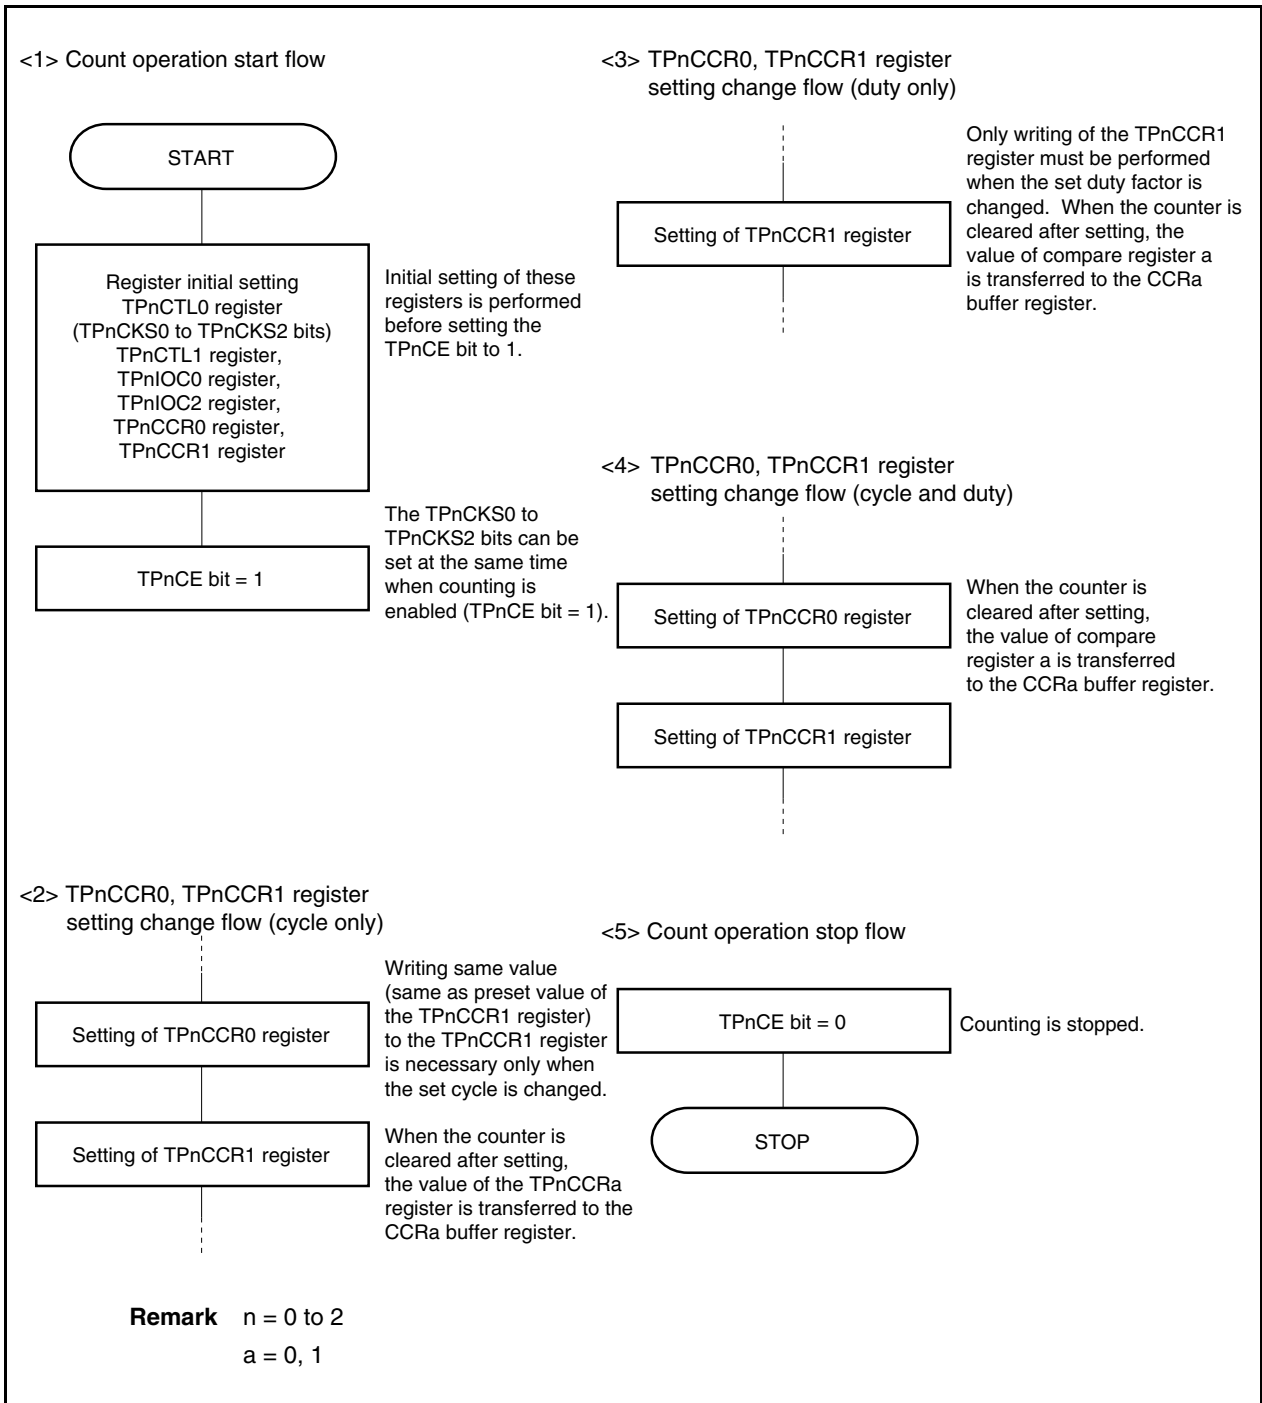 <1> Count operation start flow
START
Register initial setting
TPnCTL0 register
(TPnCKS0 to TPnCKS2 bits)
TPnCTL1 register,
TPnIOC0 register,
TPnIOC2 register,
TPnCCR0 register,
TPnCCR1 register
Initial setting of these
registers is performed
before setting the
TPnCE bit to 1.
TPnCE bit = 1
The TPnCKS0 to
TPnCKS2 bits can be
set at the same time
when counting is
enabled (TPnCE bit = 1).
<2> TPnCCR0, TPnCCR1 register
setting change flow (cycle only)
Setting of TPnCCR0 register
Writing same value
(same as preset value of
the TPnCCR1 register)
to the TPnCCR1 register
is necessary only when
the set cycle is changed.
Setting of TPnCCR1 register
When the counter is
cleared after setting,
the value of the TPnCCRa
register is transferred to the
CCRa buffer register.
<3> TPnCCR0, TPnCCR1 register
setting change flow (duty only)
Setting of TPnCCR1 register
Only writing of the TPnCCR1
register must be performed
when the set duty factor is
changed. When the counter is
cleared after setting, the
value of compare register a
is transferred to the CCRa
buffer register.
<4> TPnCCR0, TPnCCR1 register
setting change flow (cycle and duty)
Setting of TPnCCR0 register
When the counter is
cleared after setting,
the value of compare
register a is transferred
to the CCRa buffer register.
Setting of TPnCCR1 register
<5> Count operation stop flow
TPnCE bit = 0
Counting is stopped.
STOP
Remark n = 0 to 2
a = 0, 1